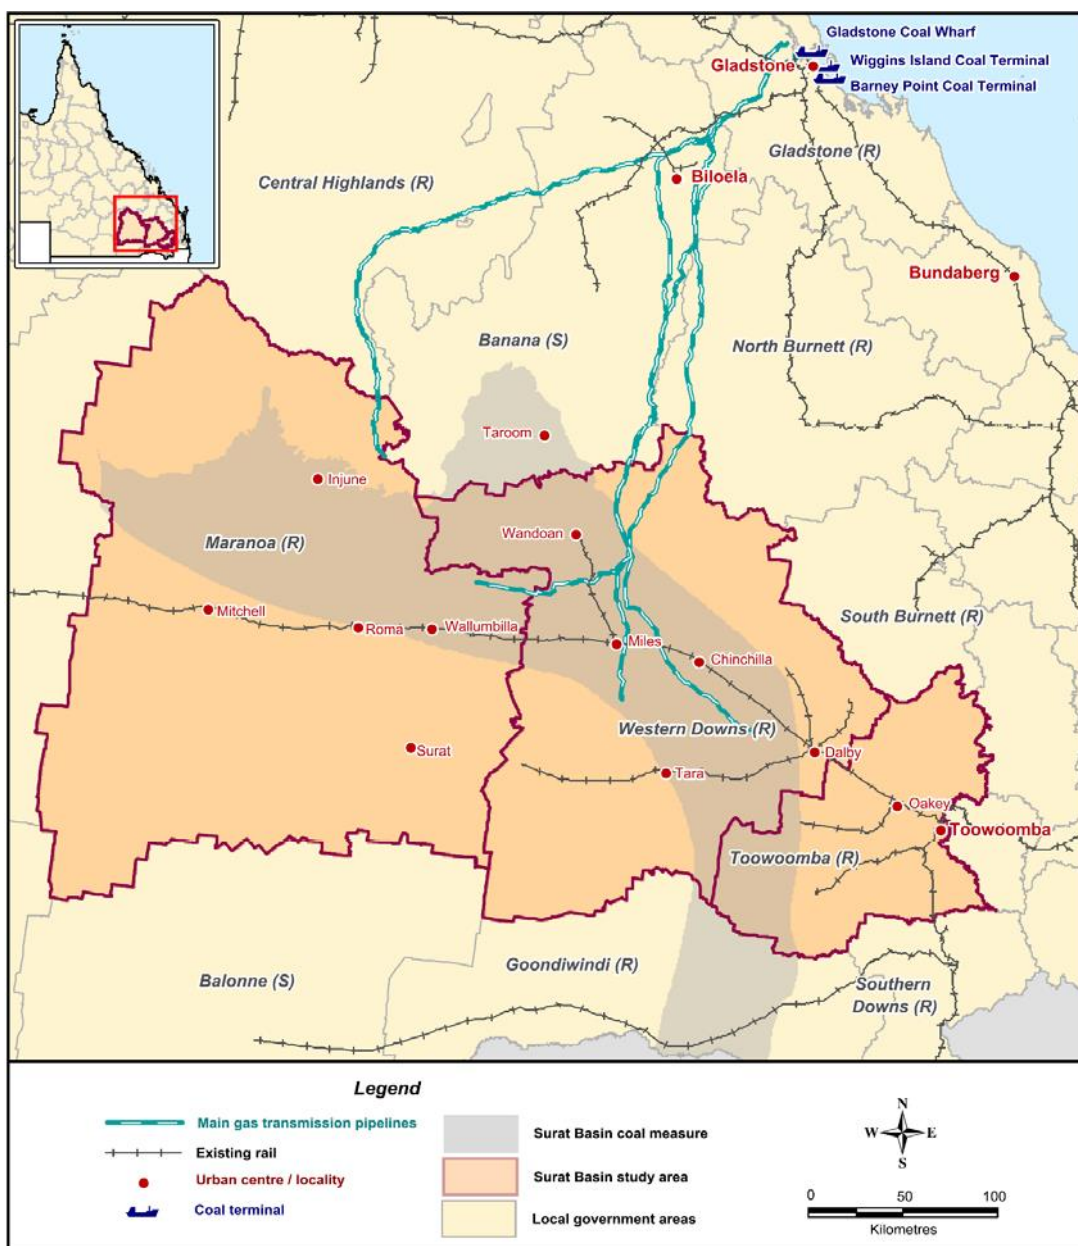 Gladstone Coal Wharf
Gladstone
Wiggins Island Coal Terminal
Barney Point Coal Terminal
Gladstone (R)
Central Highlands (R)
Biloela
Bundaberg
Banana (S)
North Burnett (R)
Taroom
Injune
Wandoan
Maranoa (R)
Mitchell
South Burnett (R)
Roma
Wallumbilla
Miles
Chinchilla
Western Downs (R)
Surat
Dalby
Tara
Oakey
Toowoomba
Toowoomba (R)
Goondiwindi (R)
Balonne (S)
Southern
Downs (R)
Legend
Main gas transmission pipelines
Existing rail
Urban centre / locality
Coal terminal
Surat Basin coal measure
Surat Basin study area
Local government areas
N
W E
S
0 50 100
Kilometres